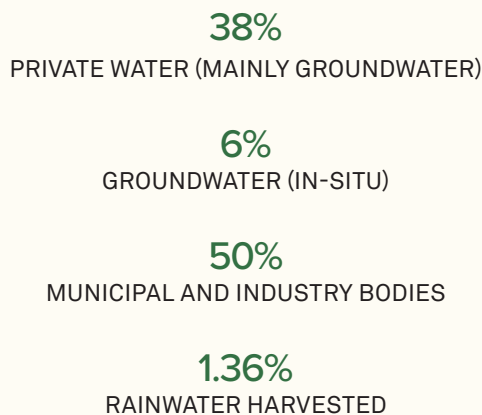 38%
PRIVATE WATER (MAINLY GROUNDWATER)
6%
GROUNDWATER (IN-SITU)
50%
MUNICIPAL AND INDUSTRY BODIES
1.36%
RAINWATER HARVESTED